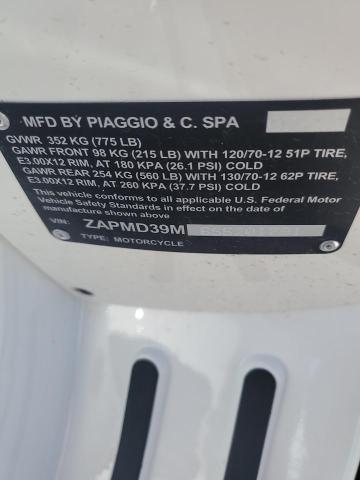 MFD BY PIAGGIO & C. SPA
GVWR 352 KG (775 LB)
GAWR FRONT 98 KG (215 LB) WITH 120/70-12 51P TIRE,
E3.00X12 RIM, AT 180 KPA (26.1 PSI) COLD
GAWR REAR 254 KG (560 LB) WITH 130/70-12 62P TIRE,
E3.00X12 RIM, AT 260 KPA (37.7 PSI) COLD
This vehicle conforms to all applicable U.S. Federal Motor
Vehicle Safety Standards in effect on the date of
VIN: ZAPMD39M
TYPE: MOTORCYCLE